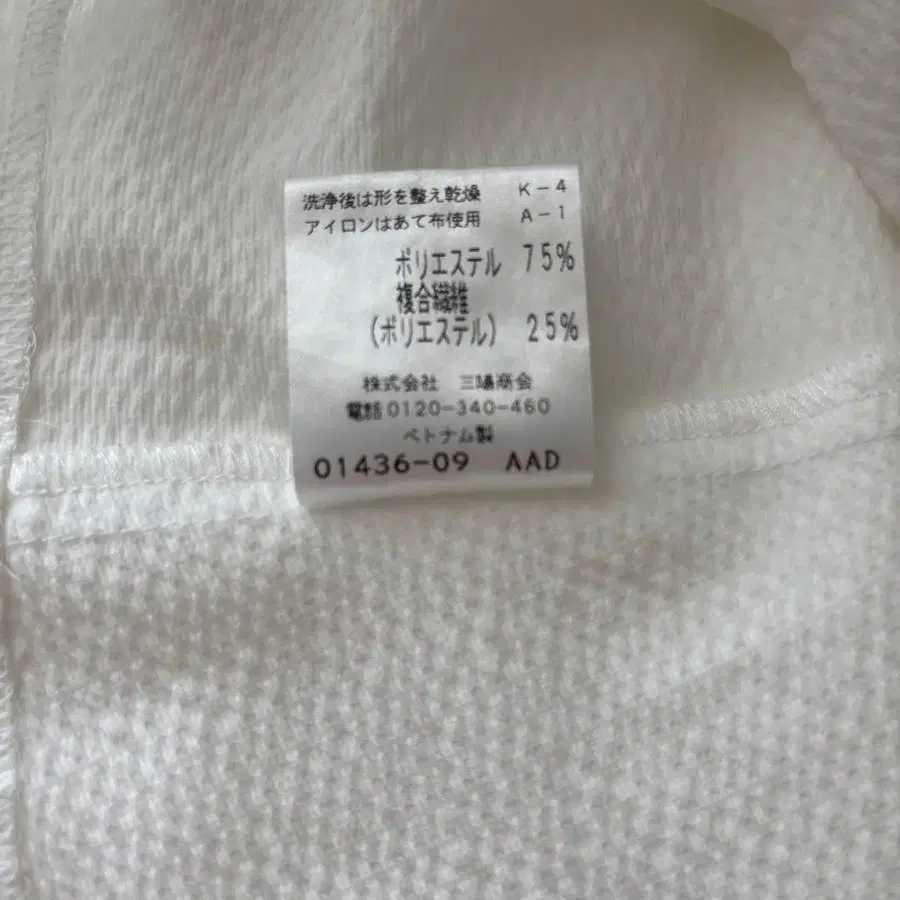 洗浄後は形を整え乾燥 K-4
アイロンはあて布使用 A-1
ポリエステル 75%
複合繊維
(ポリエステル) 25%
株式会社 三陽商会
電話0120-340-460
ベトナム製
01436-09 AAD